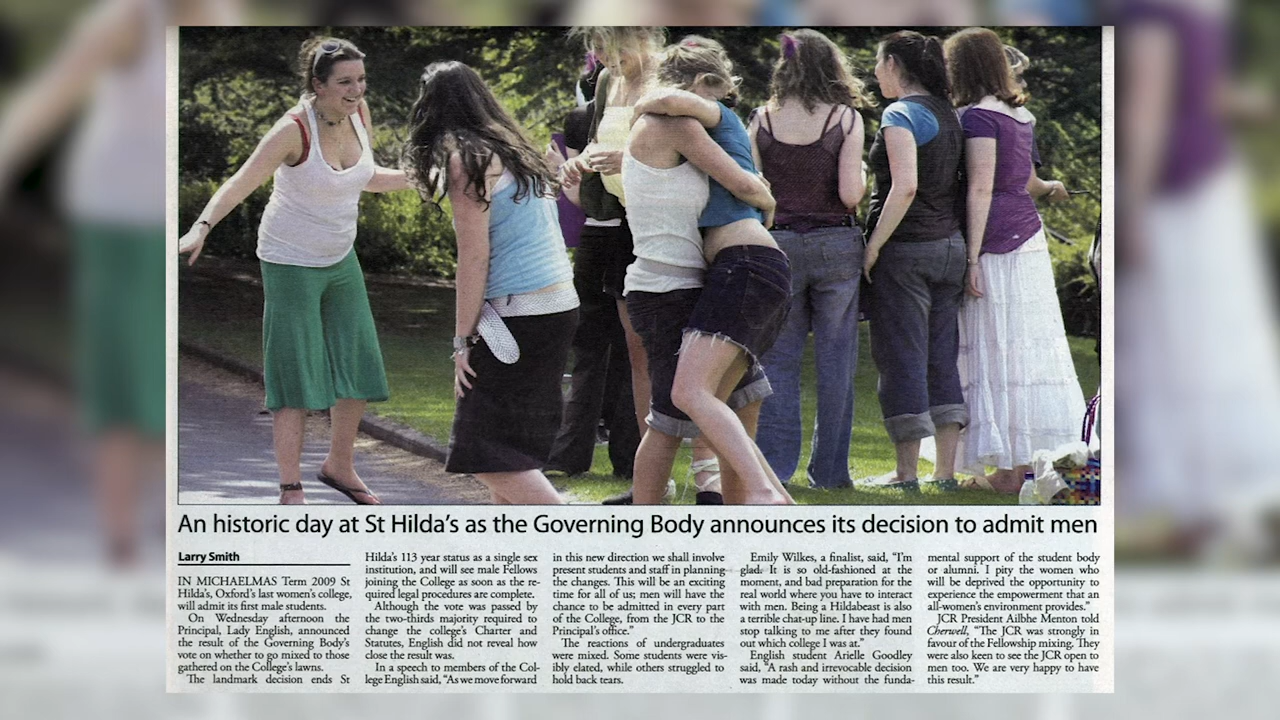 An historic day at St Hilda's as the Governing Body announces its decision to admit men
Larry Smith
IN MICHAELMAS Term 2009 St
Hilda's, Oxford's last women's college,
will admit its first male students.
On Wednesday afternoon the
Principal, Lady English, announced
the result of the Governing Body's
vote on whether to go mixed to those
gathered on the College's lawns.
The landmark decision ends St
Hilda's 113 year status as a single sex
institution, and will see male Fellows
joining the College as soon as the re-
quired legal procedures are complete.
Although the vote was passed by
the two-thirds majority required to
change the college's Charter and
Statutes, English did not reveal how
close the result was.
In a speech to members of the Col-
lege English said, "As we move forward
in this new direction we shall involve
present students and staff in planning
the changes. This will be an exciting
time for all of us; men will have the
chance to be admitted in every part
of the College, from the JCR to the
Principal's office."
The reactions of undergraduates
were mixed. Some students were vis-
ibly elated, while others struggled to
hold back tears.
Emily Wilkes, a finalist, said, "I'm
glad. It is so old-fashioned at the
moment, and bad preparation for the
real world where you have to interact
with men. Being a Hildabeast is also
a terrible chat-up line. I have had men
stop talking to me after they found
out which college I was at."
English student Arielle Goodley
said, "A rash and irrevocable decision
was made today without the funda-
mental support of the student body
or alumni. I pity the women who
will be deprived the opportunity to
experience the empowerment that an
all-women's environment provides."
JCR President Ailbhe Menton told
Cherwell, "The JCR was strongly in
favour of the Fellowship mixing. They
were also keen to see the JCR open to
men too. We are very happy to have
this result."